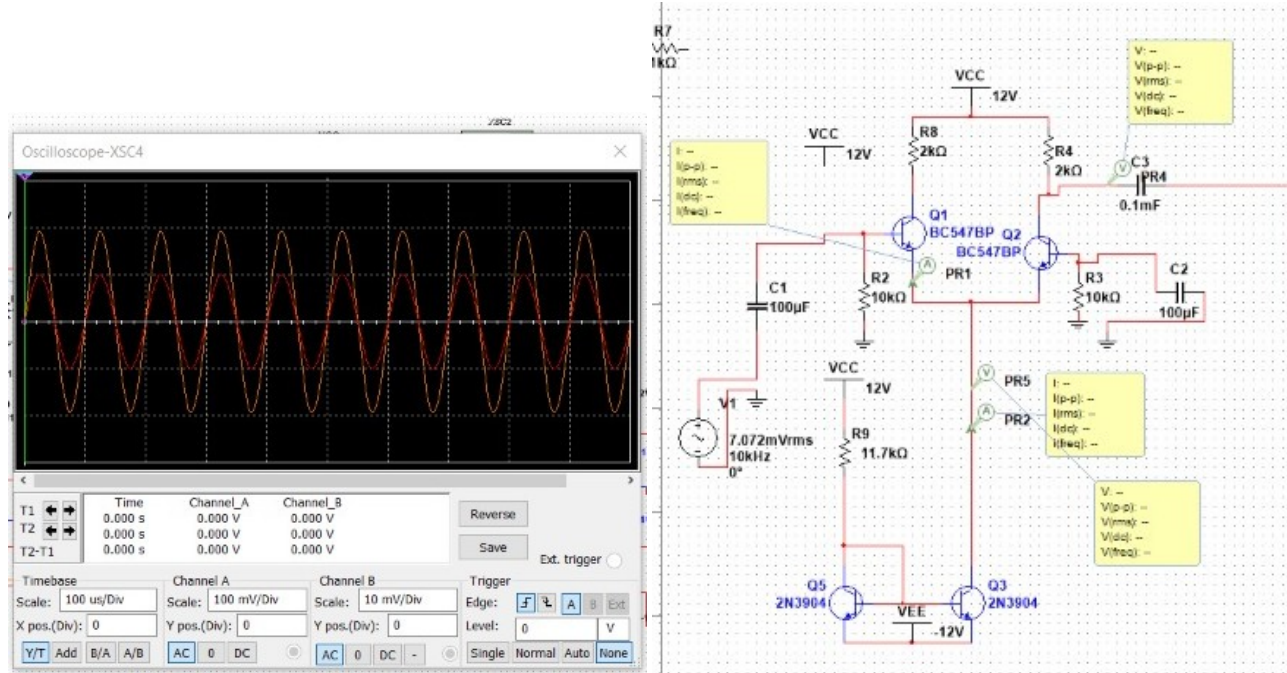 XSC2
Oscilloscope-XSC4
T1
T2
T2-T1
Time Channel_A Channel_B
0.000 s 0.000 V 0.000 V
0.000 s 0.000 V 0.000 V
0.000 s 0.000 V 0.000 V
Reverse
Save
Ext. trigger
Timebase
Scale: 100 us/Div
X pos.(Div): 0
Y/T Add B/A A/B
Channel A
Scale: 100 mV/Div
Y pos.(Div): 0
AC 0 DC
Channel B
Scale: 10 mV/Div
Y pos.(Div): 0
AC 0 DC -
Trigger
Edge: A B Ext
Level: 0 V
Single Normal Auto None
R7
1kΩ
VCC
12V
VCC
12V
R8
2kΩ
R4
2kΩ
V: --
V(p-p): --
V(rms): --
V(dc): --
V(freq): --
V
C3
PR4
0.1mF
I: --
I(p-p): --
I(rms): --
I(dc): --
I(freq): --
Q1
BC547BP
Q2
BC547BP
A
PR1
R2
10kΩ
C1
100µF
R3
10kΩ
C2
100µF
VCC
12V
V1
7.072mVrms
10kHz
0°
R9
11.7kΩ
V
PR5
A
PR2
I: --
I(p-p): --
I(rms): --
I(dc): --
I(freq): --
V: --
V(p-p): --
V(rms): --
V(dc): --
V(freq): --
Q5
2N3904
Q3
2N3904
VEE
-12V